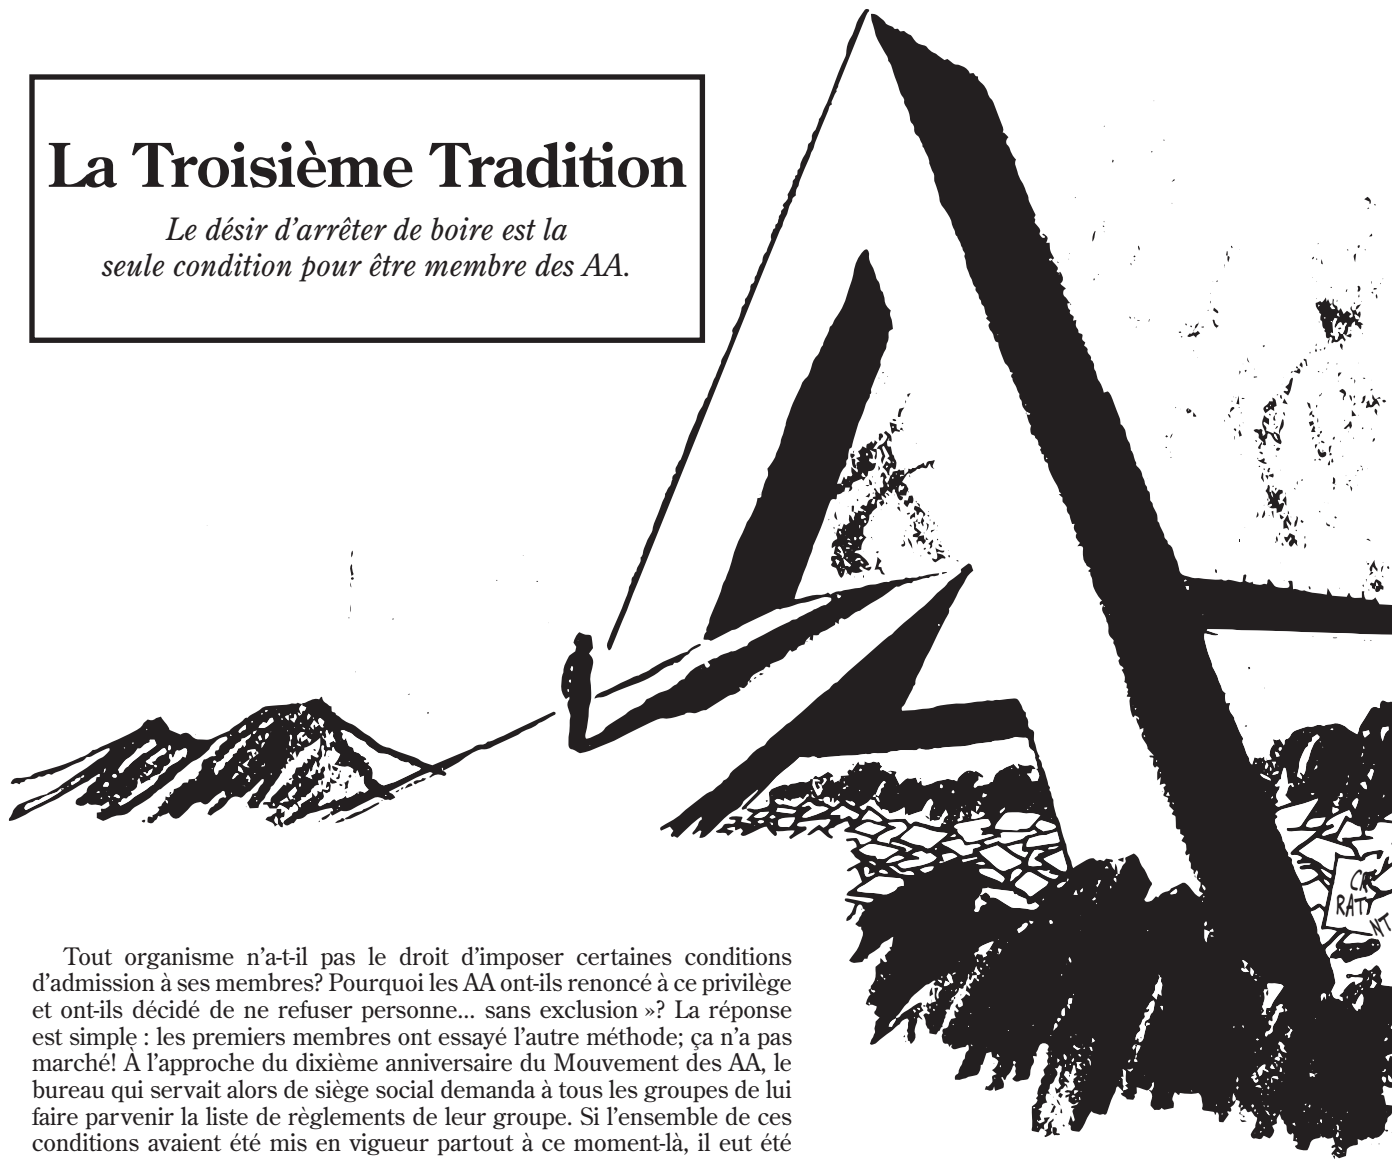 La Troisième Tradition
Le désir d’arrêter de boire est la
seule condition pour être membre des AA.
Tout organisme n’a-t-il pas le droit d’imposer certaines conditions
d’admission à ses membres? Pourquoi les AA ont-ils renoncé à ce privilège
et ont-ils décidé de ne refuser personne... sans exclusion »? La réponse
est simple : les premiers membres ont essayé l’autre méthode; ça n’a pas
marché! À l’approche du dixième anniversaire du Mouvement des AA, le
bureau qui servait alors de siège social demanda à tous les groupes de lui
faire parvenir la liste de règlements de leur groupe. Si l’ensemble de ces
conditions avaient été mis en vigueur partout à ce moment-là, il eut été